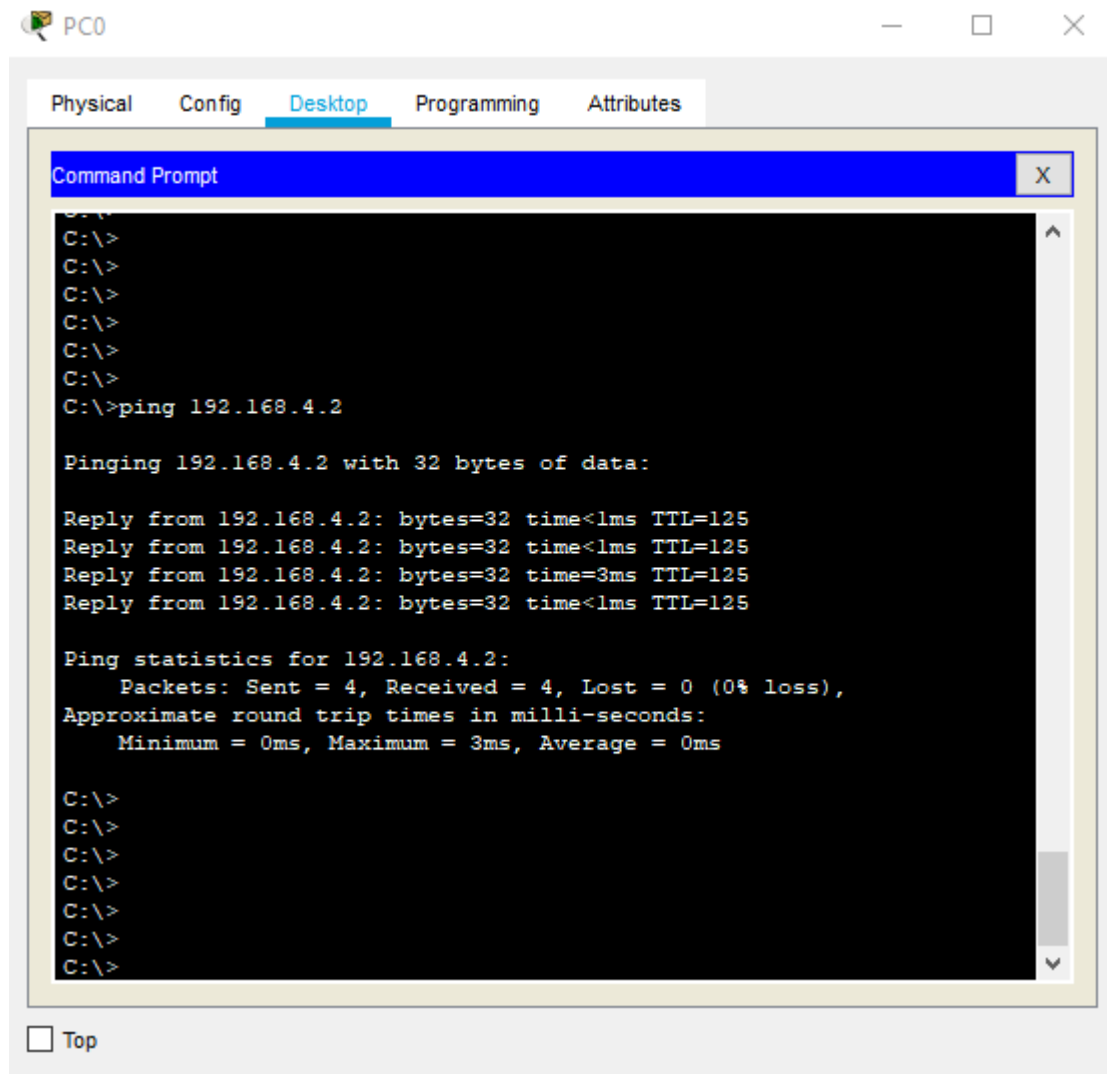 PC0
Physical Config Desktop Programming Attributes
Command Prompt
X
C:\>
C:\>
C:\>
C:\>
C:\>
C:\>
C:\>ping 192.168.4.2
Pinging 192.168.4.2 with 32 bytes of data:
Reply from 192.168.4.2: bytes=32 time<1ms TTL=125
Reply from 192.168.4.2: bytes=32 time<1ms TTL=125
Reply from 192.168.4.2: bytes=32 time=3ms TTL=125
Reply from 192.168.4.2: bytes=32 time<1ms TTL=125
Ping statistics for 192.168.4.2:
Packets: Sent = 4, Received = 4, Lost = 0 (0% loss),
Approximate round trip times in milli-seconds:
Minimum = 0ms, Maximum = 3ms, Average = 0ms
C:\>
C:\>
C:\>
C:\>
C:\>
C:\>
C:\>
Top